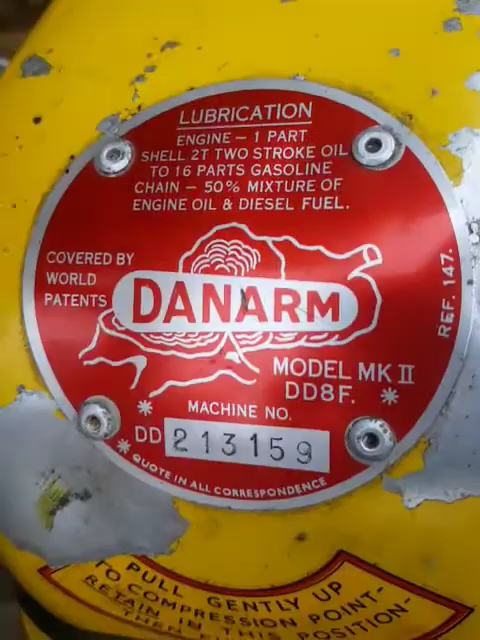 LUBRICATION
ENGINE – 1 PART
SHELL 2T TWO STROKE OIL
TO 16 PARTS GASOLINE
CHAIN – 50% MIXTURE OF
ENGINE OIL & DIESEL FUEL.
COVERED BY
WORLD
PATENTS
DANARM
REF. 147.
MODEL MK II
DD8F. *
* MACHINE NO.
DD 213159
* QUOTE IN ALL CORRESPONDENCE
PULL GENTLY UP
TO COMPRESSION POINT-
RETAIN IN THIS POSITION-
THEN